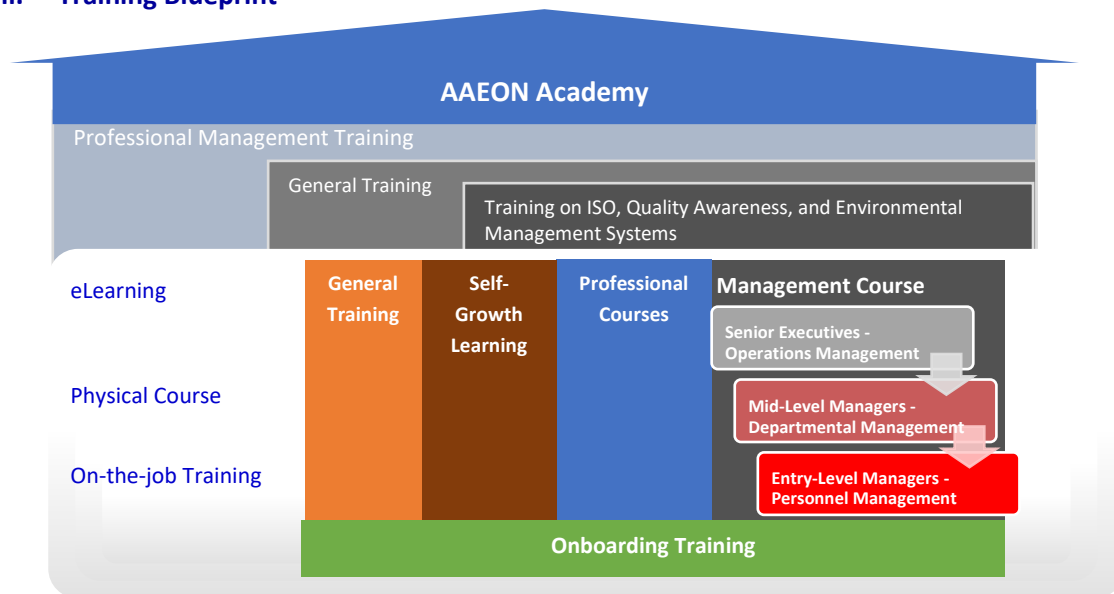 Training Blueprint
AAEON Academy
Professional Management Training
General Training
Training on ISO, Quality Awareness, and Environmental
Management Systems
eLearning
Physical Course
On-the-job Training
General
Training
Self-
Growth
Learning
Professional
Courses
Management Course
Senior Executives -
Operations Management
Mid-Level Managers -
Departmental Management
Entry-Level Managers -
Personnel Management
Onboarding Training